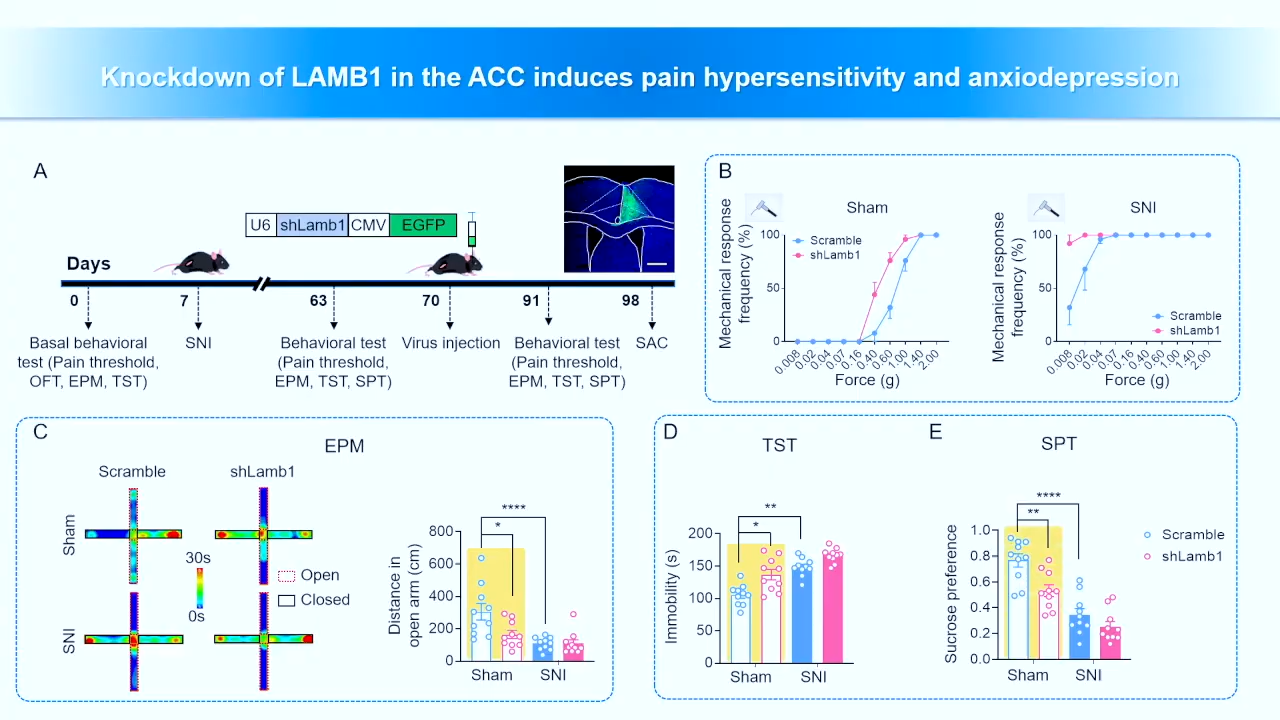 Knockdown of LAMB1 in the ACC induces pain hypersensitivity and anxiodepression
A
U6 shLamb1 CMV EGFP
Days
0 7 63 70 91 98
Basal behavioral
test (Pain threshold,
OFT, EPM, TST)
SNI
Behavioral test
(Pain threshold,
EPM, TST, SPT)
Virus injection
Behavioral test
(Pain threshold,
EPM, TST, SPT)
SAC
B
Mechanical response
frequency (%)
Sham
100
50
0
Scramble
shLamb1
0.008 0.02 0.04 0.07 0.16 0.40 0.60 1.00 1.40 2.00
Force (g)
Mechanical response
frequency (%)
SNI
100
50
0
Scramble
shLamb1
0.008 0.02 0.04 0.07 0.16 0.40 0.60 1.00 1.40 2.00
Force (g)
C
EPM
Scramble shLamb1
Sham
SNI
30s
0s
Open
Closed
Distance in
open arm (cm)
800
600
400
200
0
****
*
Sham SNI
D
TST
Immobility (s)
200
150
100
50
0
**
*
Sham SNI
E
SPT
Sucrose preference
1.0
0.8
0.6
0.4
0.2
0.0
****
**
Sham SNI
Scramble
shLamb1